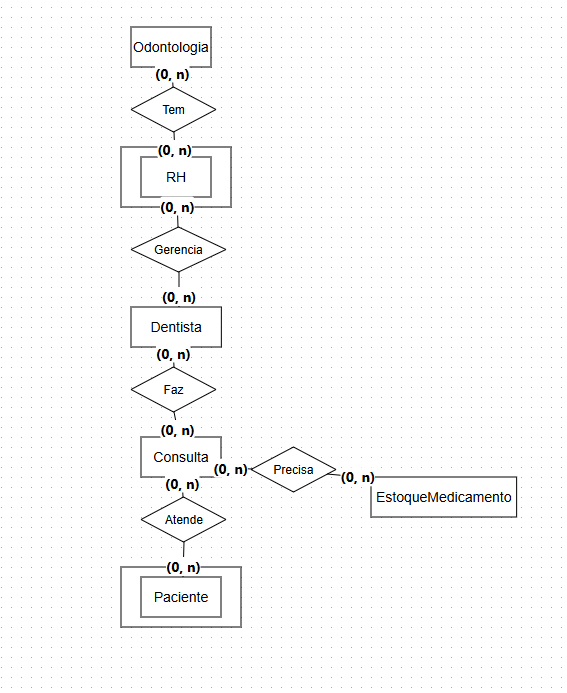 Odontologia
(0, n)
Tem
(0, n)
RH
(0, n)
Gerencia
(0, n)
Dentista
(0, n)
Faz
(0, n)
Consulta
(0, n)
Precisa
(0, n)
EstoqueMedicamento
(0, n)
Atende
(0, n)
Paciente